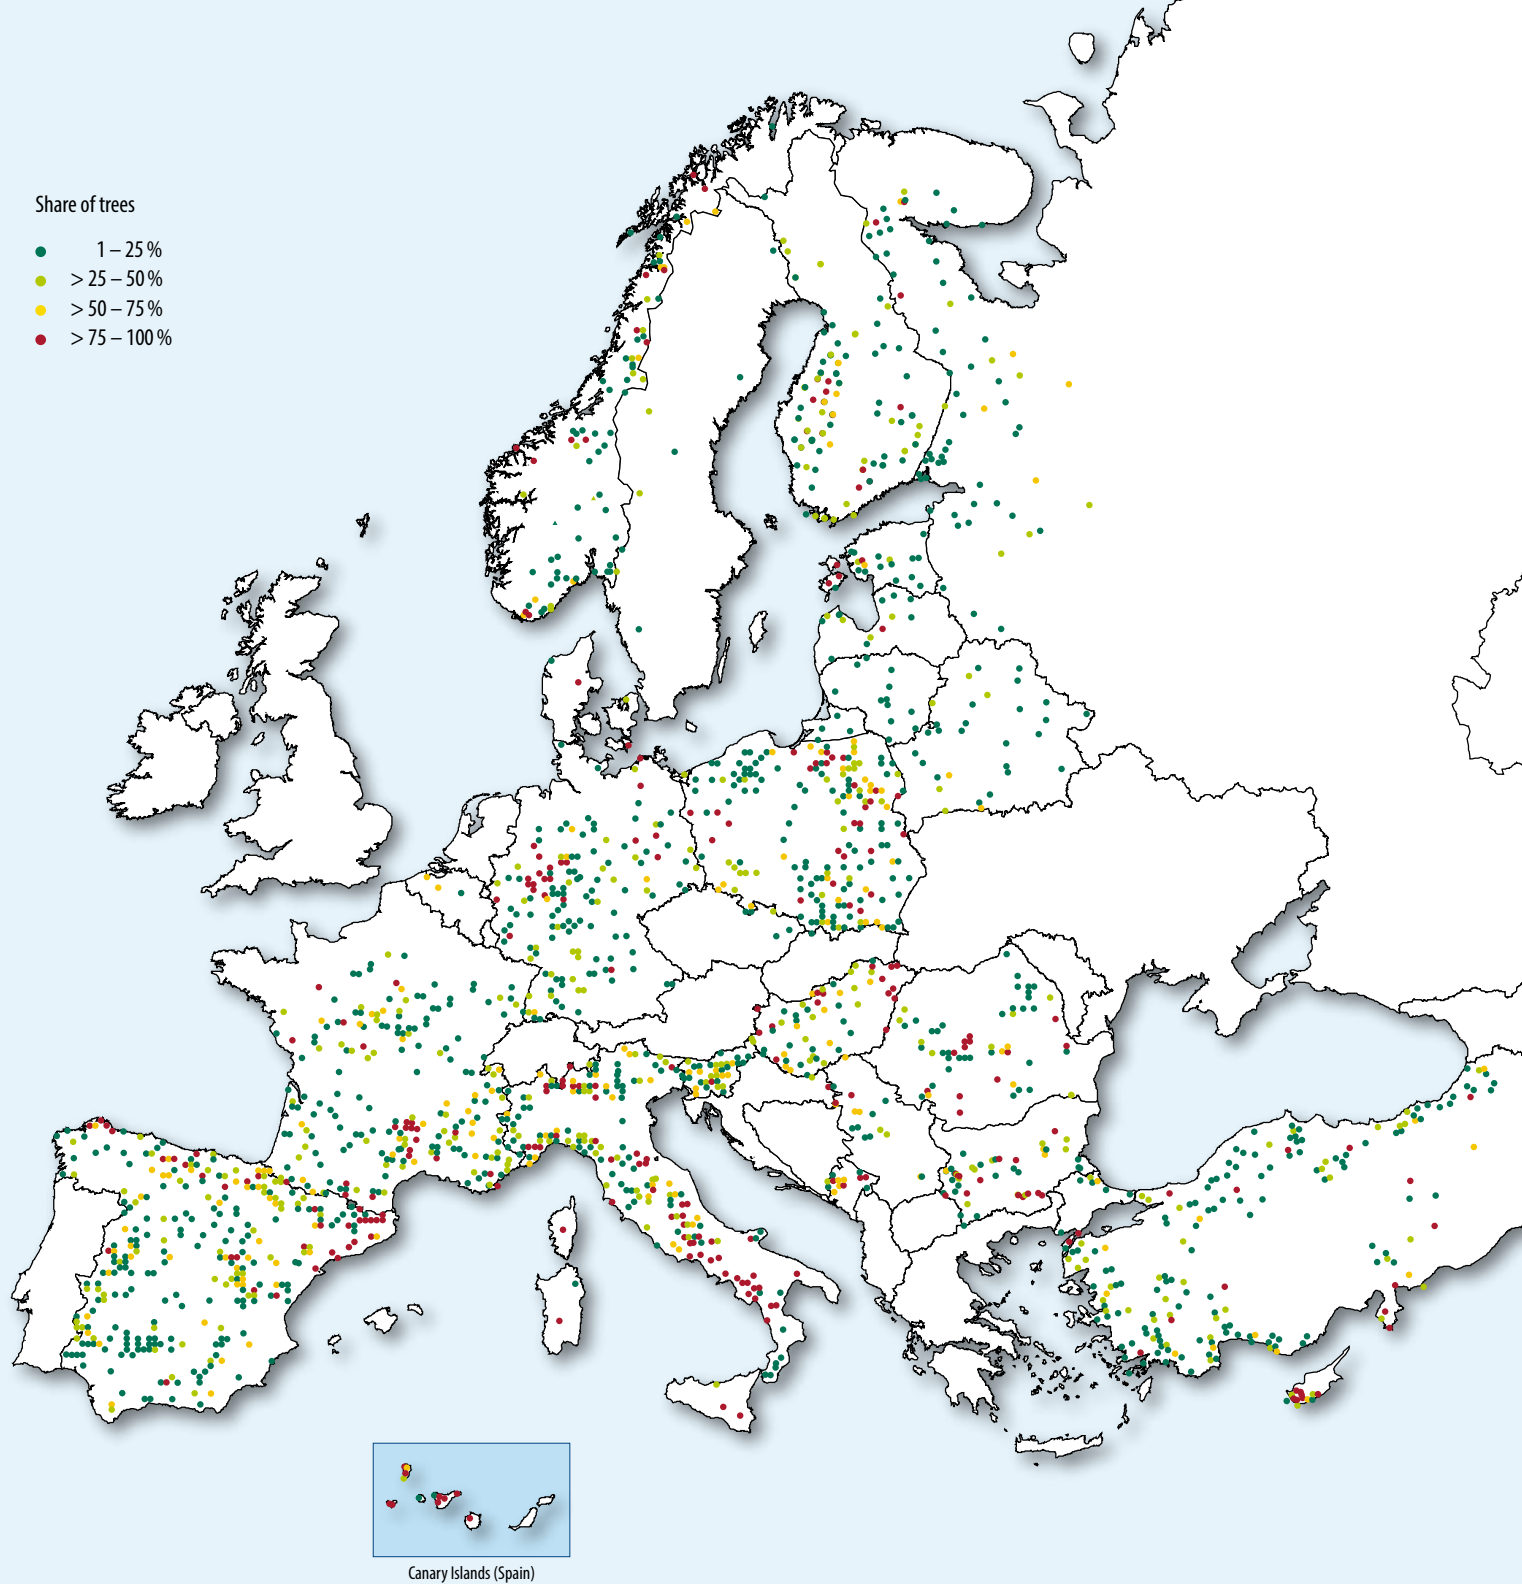 Share of trees
1 – 25 %
> 25 – 50 %
> 50 – 75 %
> 75 – 100 %
Canary Islands (Spain)